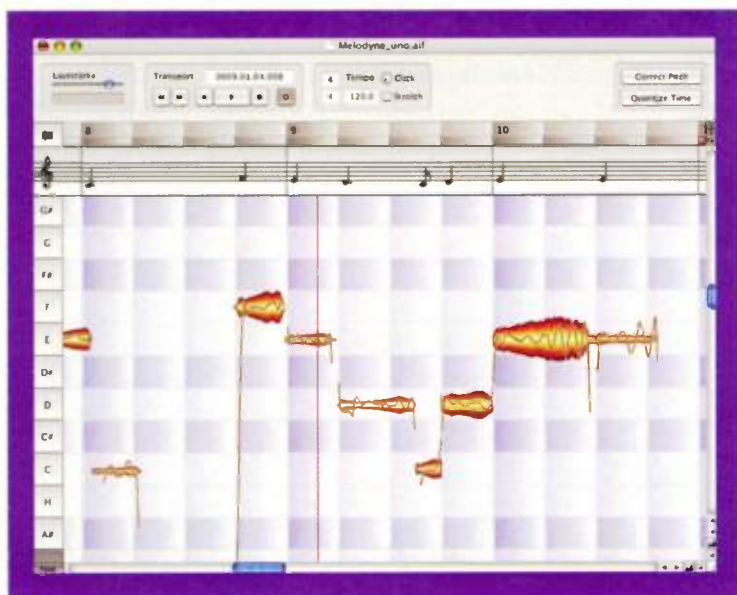 Melodyne_uno.aif
Lautstärke
Transport 0009.01.04.008
4 Tempo Click
4 120.0 Stretch
Correct Pitch
Quantize Time
8 9 10
G#
G
F#
F
E
D#
D
C#
C
H
A#